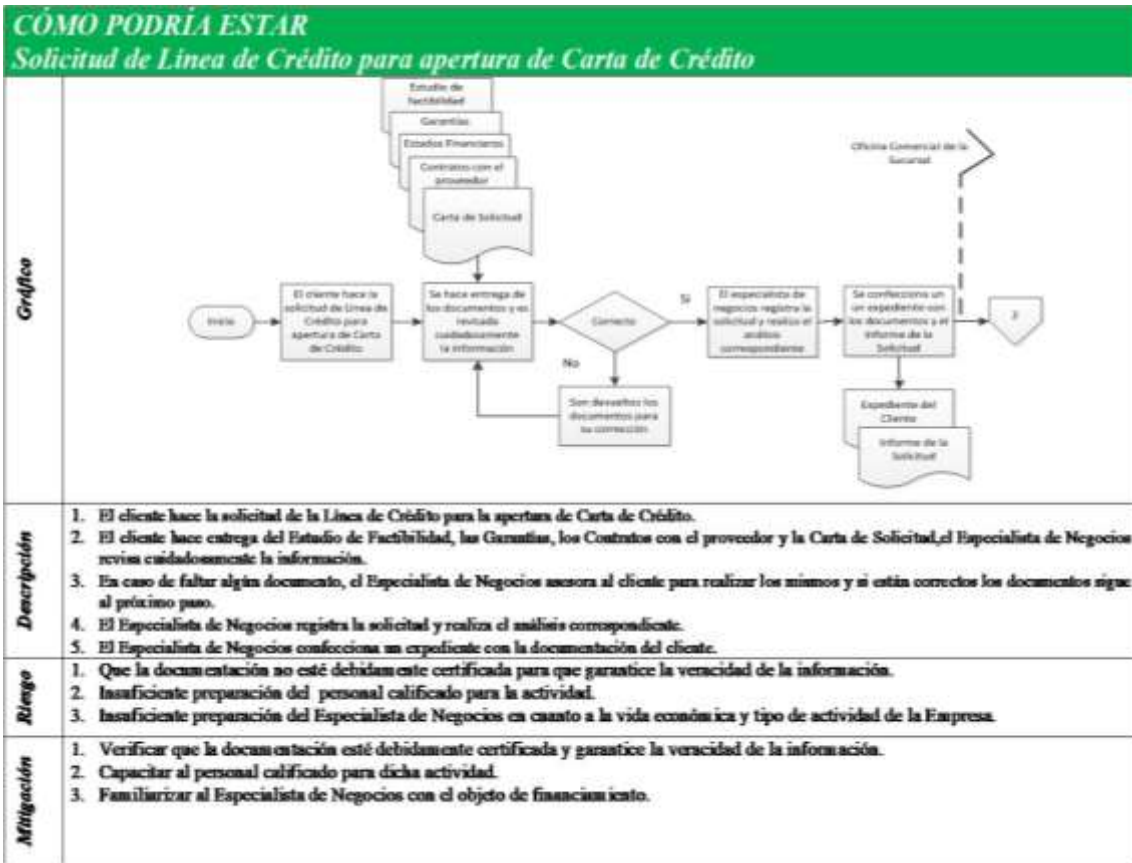 CÓMO PODRÍA ESTAR
Solicitud de Línea de Crédito para apertura de Carta de Crédito
Gráfico
Estudio de
factibilidad
Garantías
Estados Financieros
Contratos con el
proveedor
Carta de Solicitud
Oficina Comercial de la
Sucursal
Inicio
El cliente hace la
solicitud de Línea de
Crédito para
apertura de Carta
de Crédito
Se hace entrega de
los documentos y es
revisada
cuidadosamente
la información
Correcto
Si
No
El especialista de
negocios registra la
solicitud y realiza el
análisis
correspondiente
Se confecciona un
un expediente con
los documentos y el
informe de la
Solicitud
2
Son devueltos los
documentos para
su corrección
Expediente del
Cliente
Informe de la
Solicitud
Descripción
1. El cliente hace la solicitud de la Línea de Crédito para la apertura de Carta de Crédito.
2. El cliente hace entrega del Estudio de Factibilidad, las Garantías, los Contratos con el proveedor y la Carta de Solicitud,el Especialista de Negocios
revisa cuidadosamente la información.
3. En caso de faltar algún documento, el Especialista de Negocios asesora al cliente para realizar los mismos y si están correctos los documentos sigue
al próximo paso.
4. El Especialista de Negocios registra la solicitud y realiza el análisis correspondiente.
5. El Especialista de Negocios confecciona un expediente con la documentación del cliente.
Riesgo
1. Que la documentación no esté debidamente certificada para que garantice la veracidad de la información.
2. Insuficiente preparación del personal calificado para la actividad.
3. Insuficiente preparación del Especialista de Negocios en cuanto a la vida económica y tipo de actividad de la Empresa.
Mitigación
1. Verificar que la documentación esté debidamente certificada y garantice la veracidad de la información.
2. Capacitar al personal calificado para dicha actividad.
3. Familiarizar al Especialista de Negocios con el objeto de financiamiento.